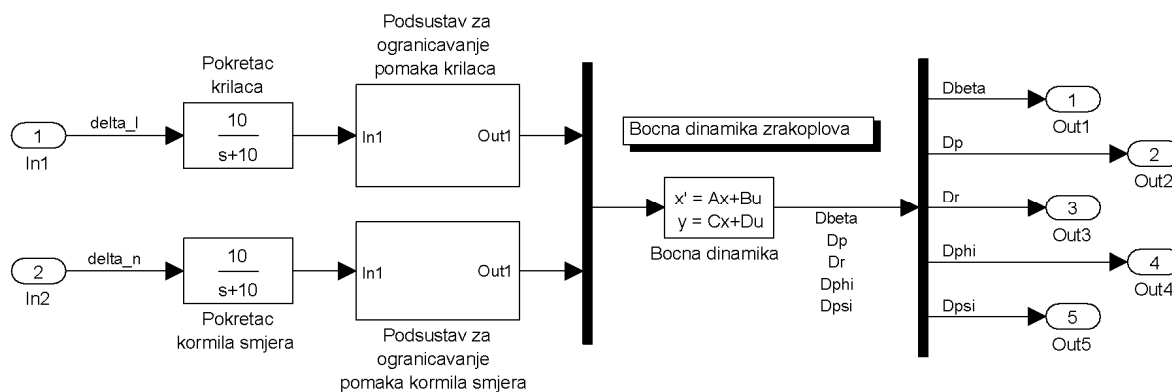 Pokretac
krilaca
Podsustav za
ogranicavanje
pomaka krilaca
1
In1
delta_l
10
s+10
In1
Out1
2
In2
delta_n
10
s+10
Pokretac
kormila smjera
In1
Out1
Podsustav za
ogranicavanje
pomaka kormila smjera
Bocna dinamika zrakoplova
x' = Ax+Bu
y = Cx+Du
Bocna dinamika
Dbeta
Dp
Dr
Dphi
Dpsi
Dbeta
1
Out1
Dp
2
Out2
Dr
3
Out3
Dphi
4
Out4
Dpsi
5
Out5